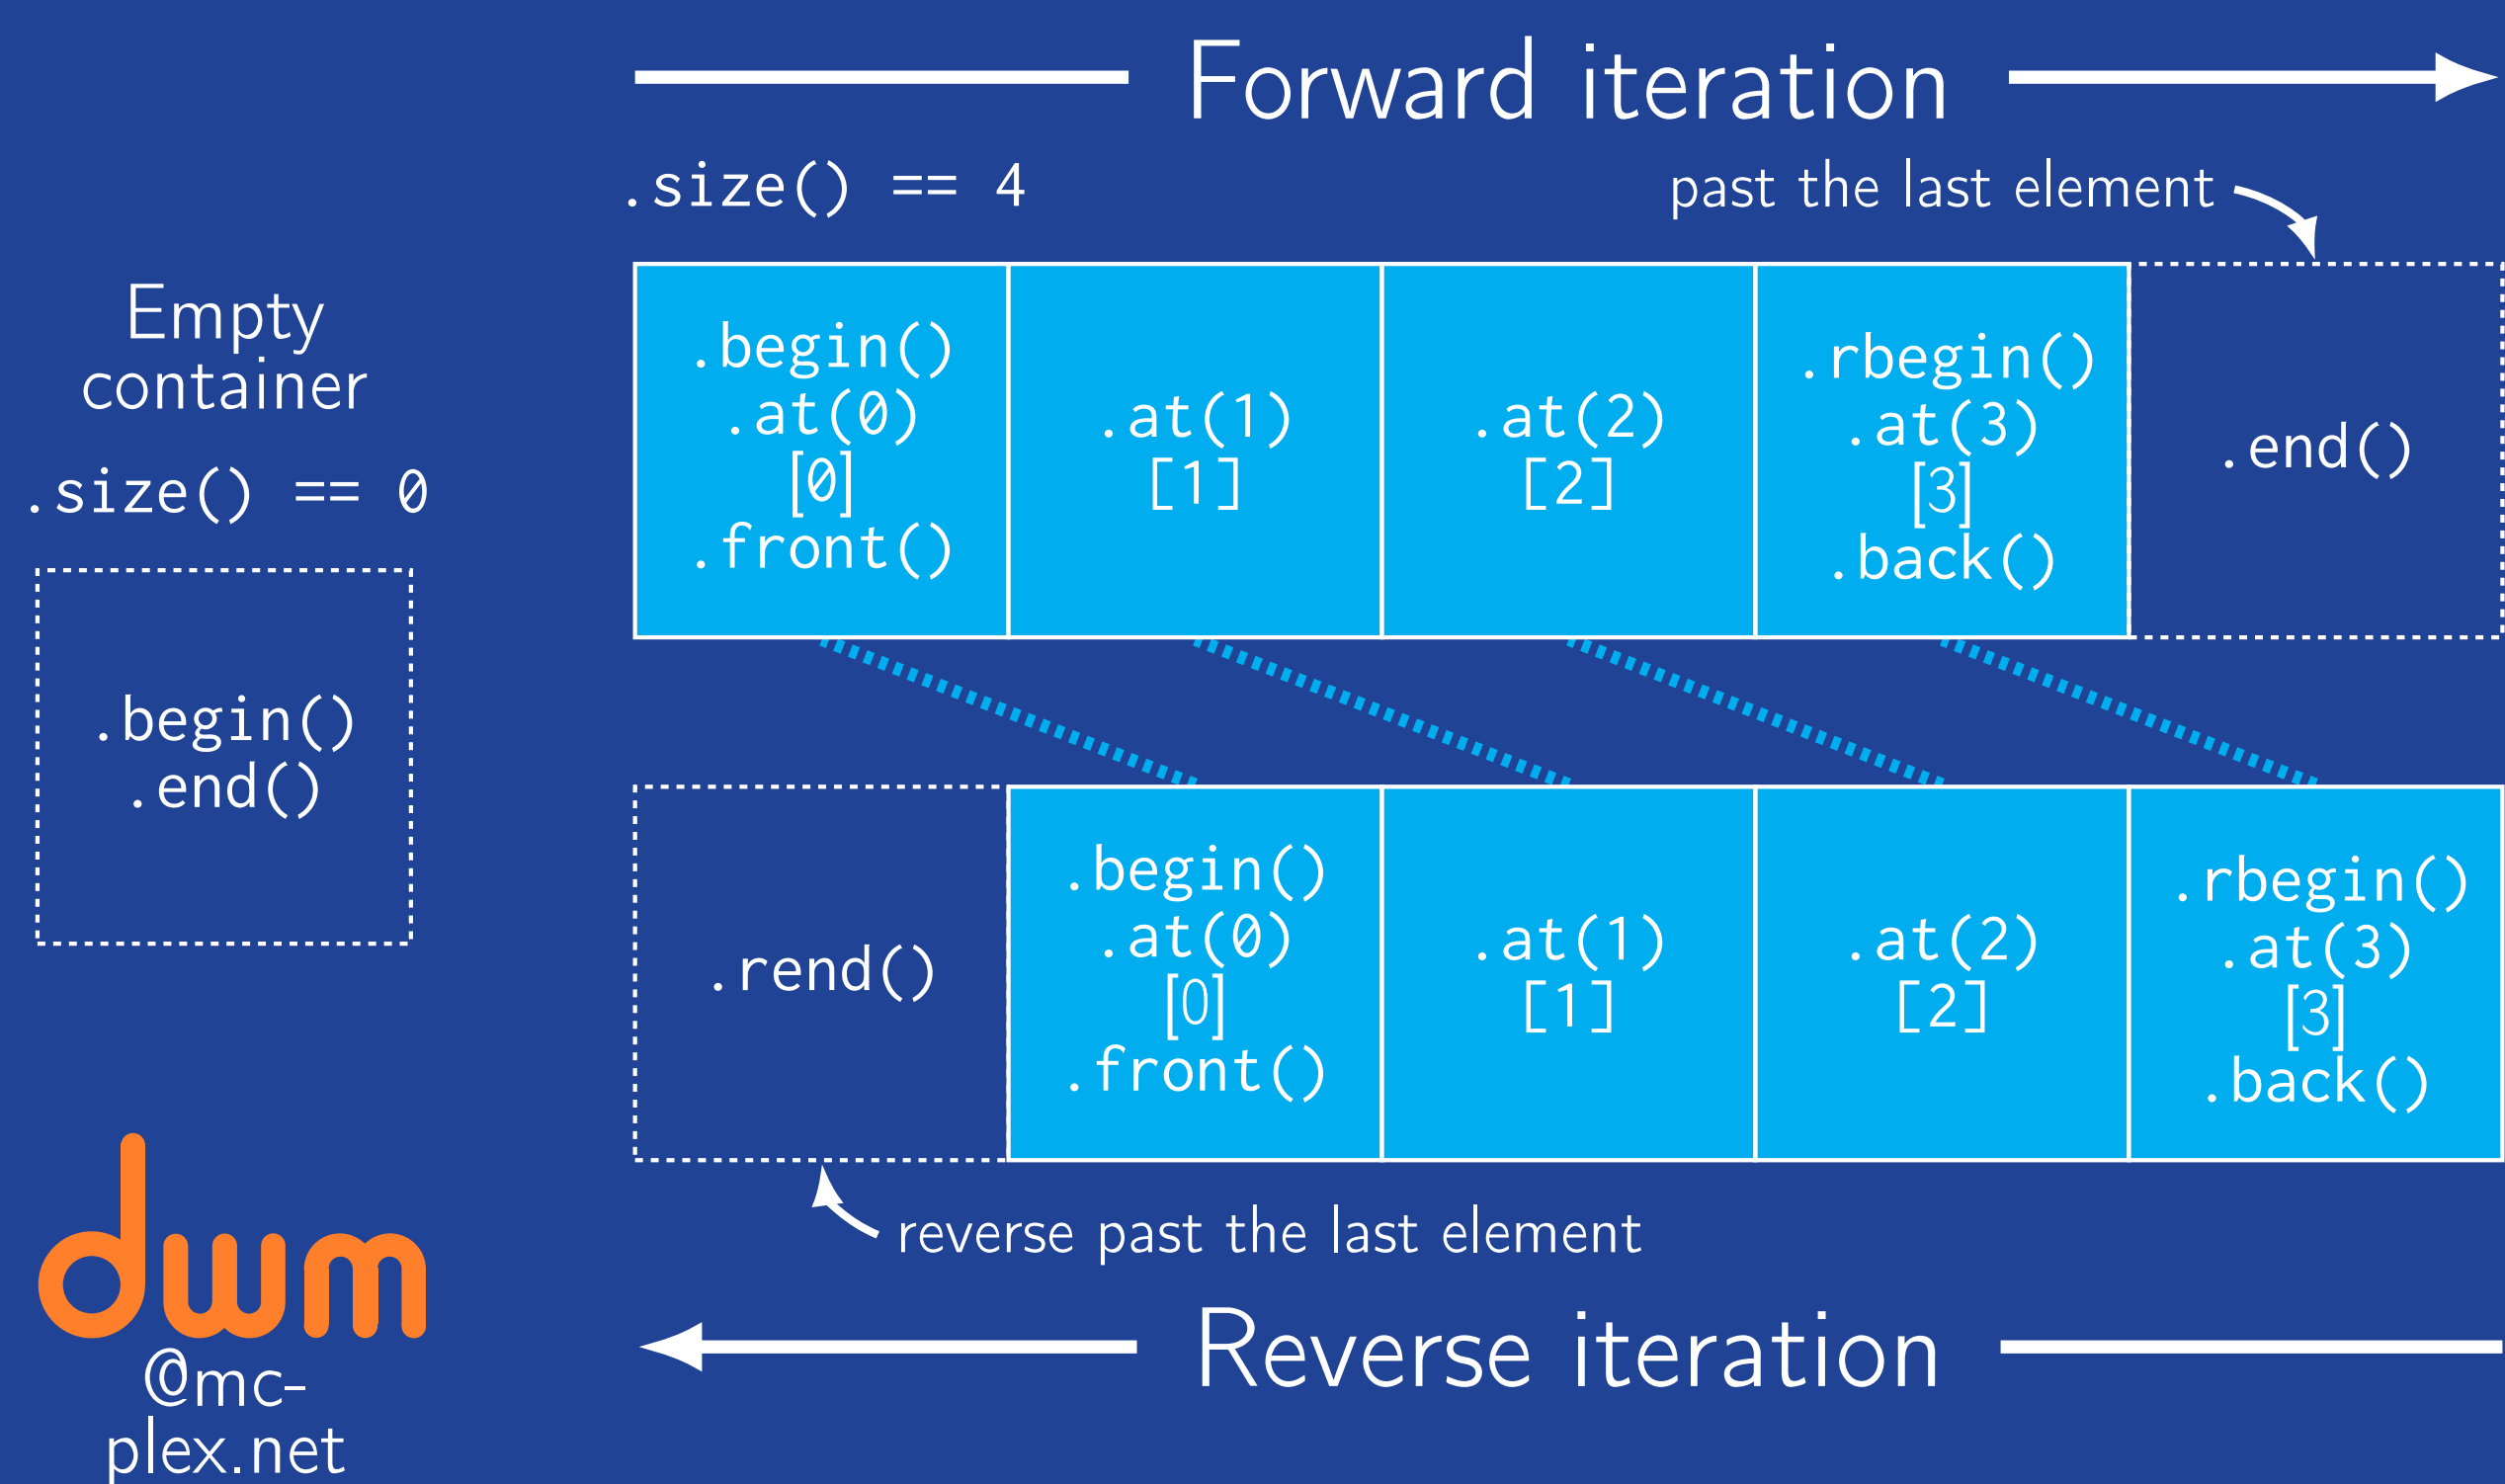 Forward iteration
.size() == 4
past the last element
Empty
container
.size() == 0
.begin()
.end()
.begin()
.at(0)
[0]
.front()
.at(1)
[1]
.at(2)
[2]
.rbegin()
.at(3)
[3]
.back()
.end()
.rend()
.begin()
.at(0)
[0]
.front()
.at(1)
[1]
.at(2)
[2]
.rbegin()
.at(3)
[3]
.back()
reverse past the last element
Reverse iteration
dwm
@mc-
plex.net